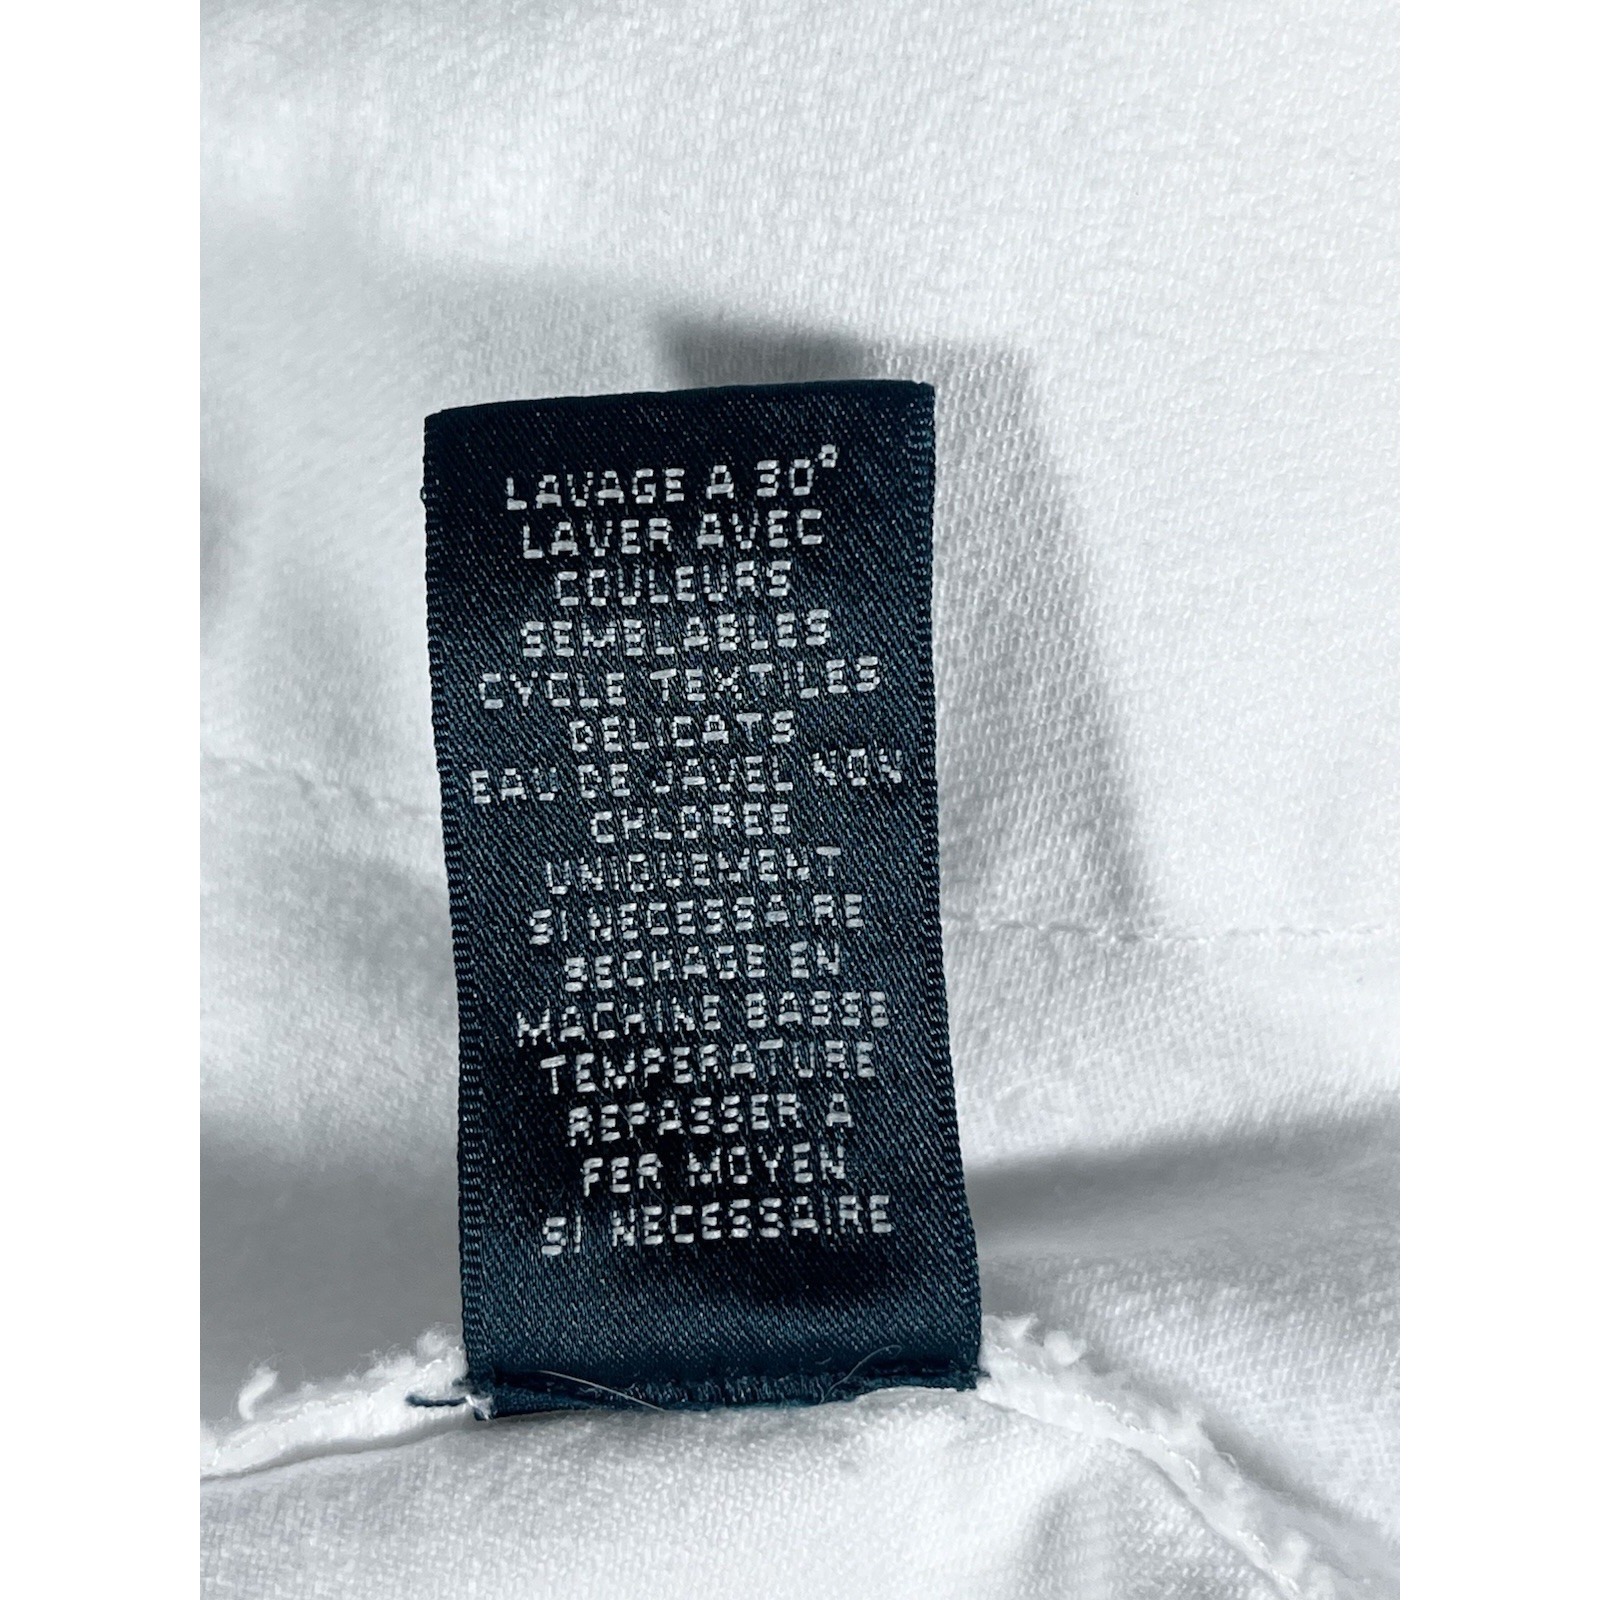 LAVAGE A 30°
LAVER AVEC
COULEURS
SEMBLABLES
CYCLE TEXTILES
DELICATS
EAU DE JAVEL NON
CHLOREE
UNIQUEMENT
SI NECESSAIRE
SECHAGE EN
MACHINE BASSE
TEMPERATURE
REPASSER A
FER MOYEN
SI NECESSAIRE